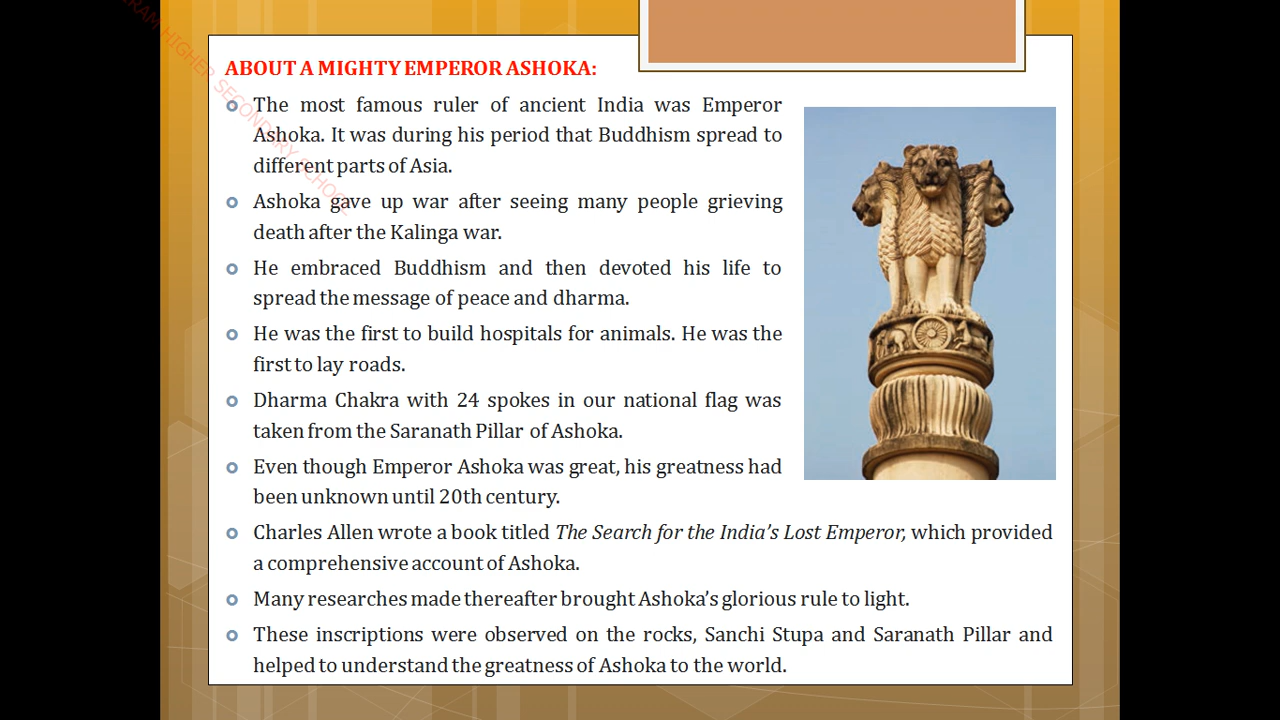 ABOUT A MIGHTY EMPEROR ASHOKA:
The most famous ruler of ancient India was Emperor
Ashoka. It was during his period that Buddhism spread to
different parts of Asia.
Ashoka gave up war after seeing many people grieving
death after the Kalinga war.
He embraced Buddhism and then devoted his life to
spread the message of peace and dharma.
He was the first to build hospitals for animals. He was the
first to lay roads.
Dharma Chakra with 24 spokes in our national flag was
taken from the Saranath Pillar of Ashoka.
Even though Emperor Ashoka was great, his greatness had
been unknown until 20th century.
Charles Allen wrote a book titled The Search for the India’s Lost Emperor, which provided
a comprehensive account of Ashoka.
Many researches made thereafter brought Ashoka’s glorious rule to light.
These inscriptions were observed on the rocks, Sanchi Stupa and Saranath Pillar and
helped to understand the greatness of Ashoka to the world.
HIGHER SECONDARY SCHOOL